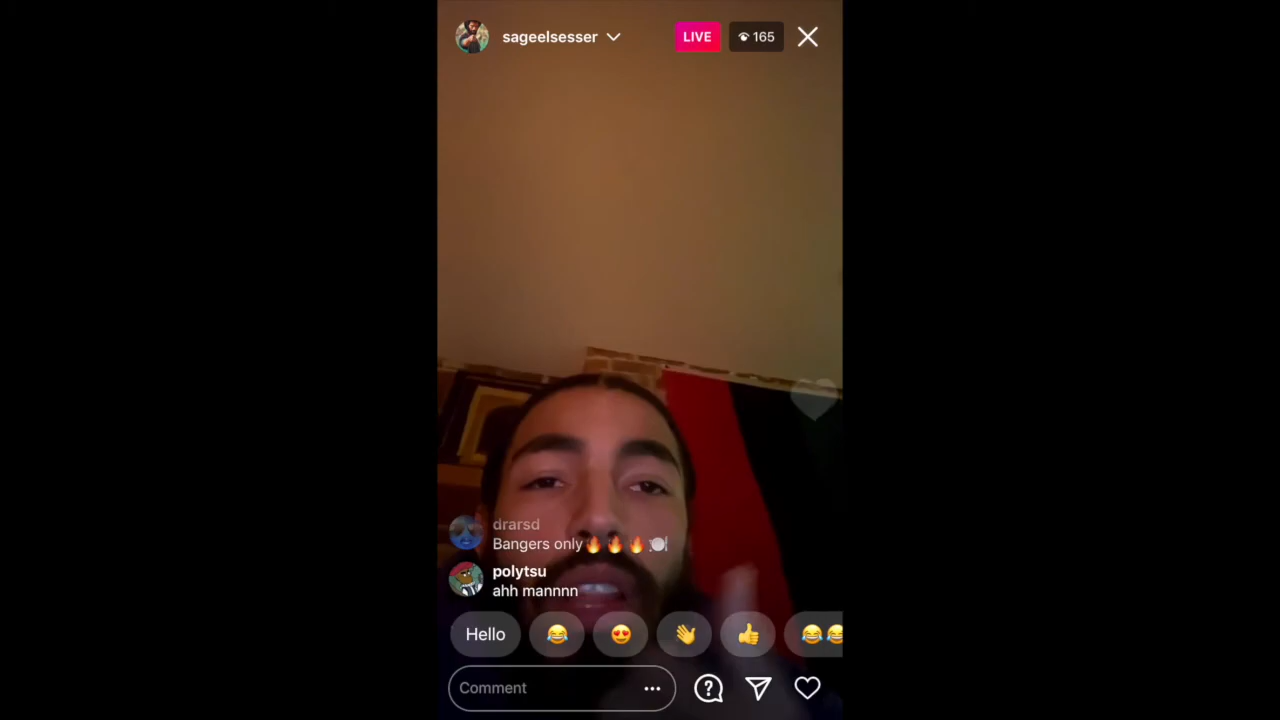 sageelsesser
LIVE
165
drarsd
Bangers only🔥🔥🔥🍽️
polytsu
ahh mannnn
Hello
Comment